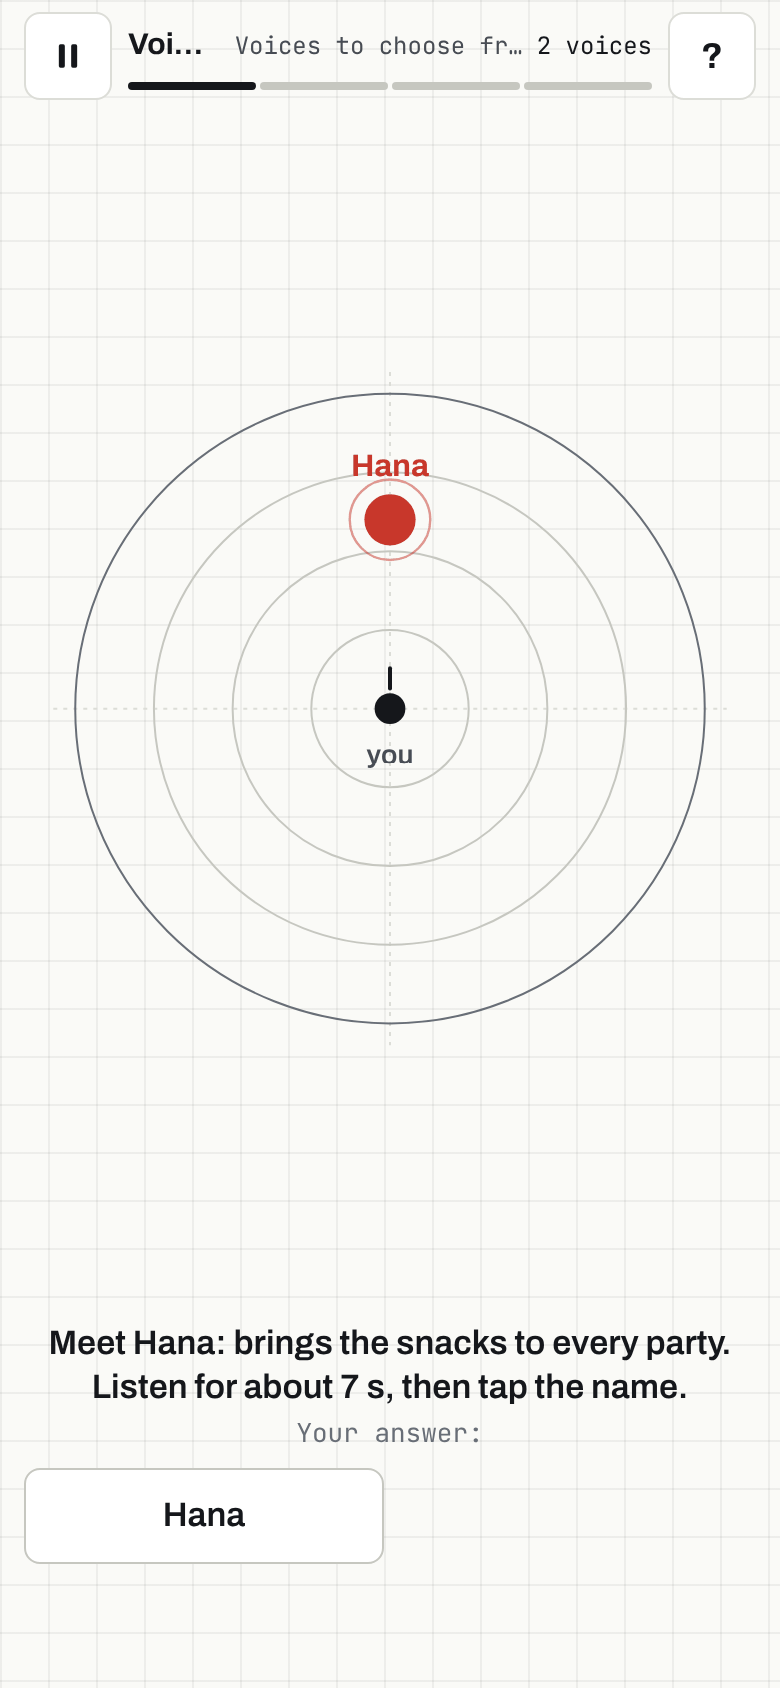 Voi… Voices to choose fr… 2 voices ?
Hana
you
Meet Hana: brings the snacks to every party.
Listen for about 7 s, then tap the name.
Your answer:
Hana